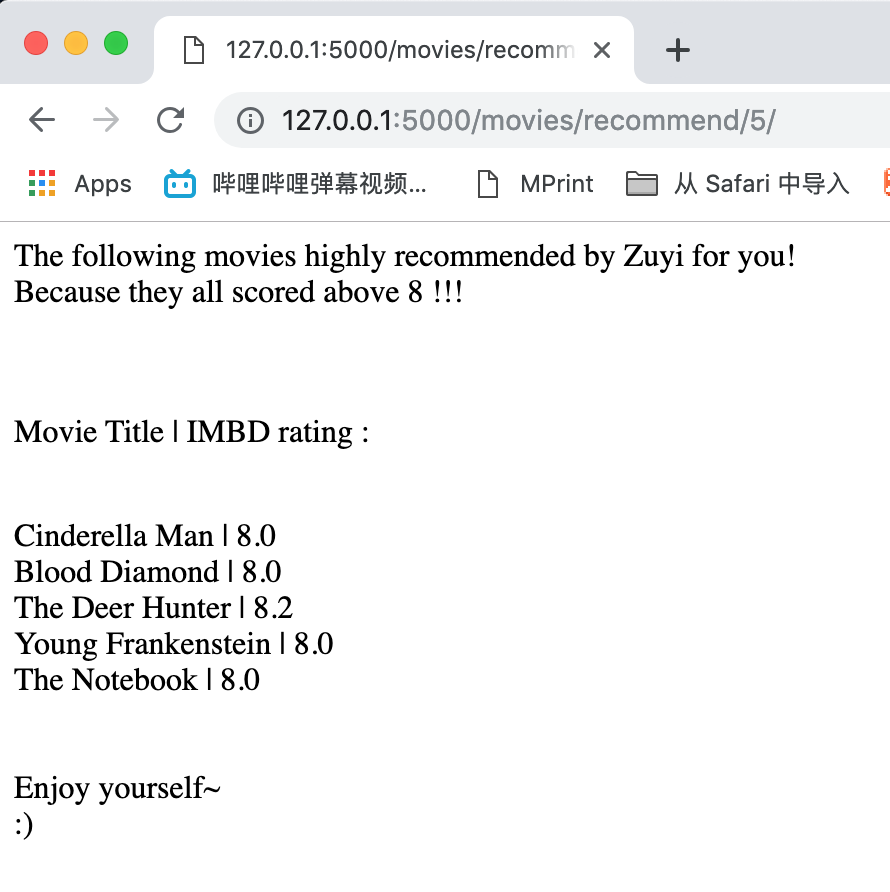 127.0.0.1:5000/movies/recomm
127.0.0.1:5000/movies/recommend/5/
Apps 哔哩哔哩弹幕视频... MPrint 从 Safari 中导入
The following movies highly recommended by Zuyi for you!
Because they all scored above 8 !!!
Movie Title | IMBD rating :
Cinderella Man | 8.0
Blood Diamond | 8.0
The Deer Hunter | 8.2
Young Frankenstein | 8.0
The Notebook | 8.0
Enjoy yourself~
:)